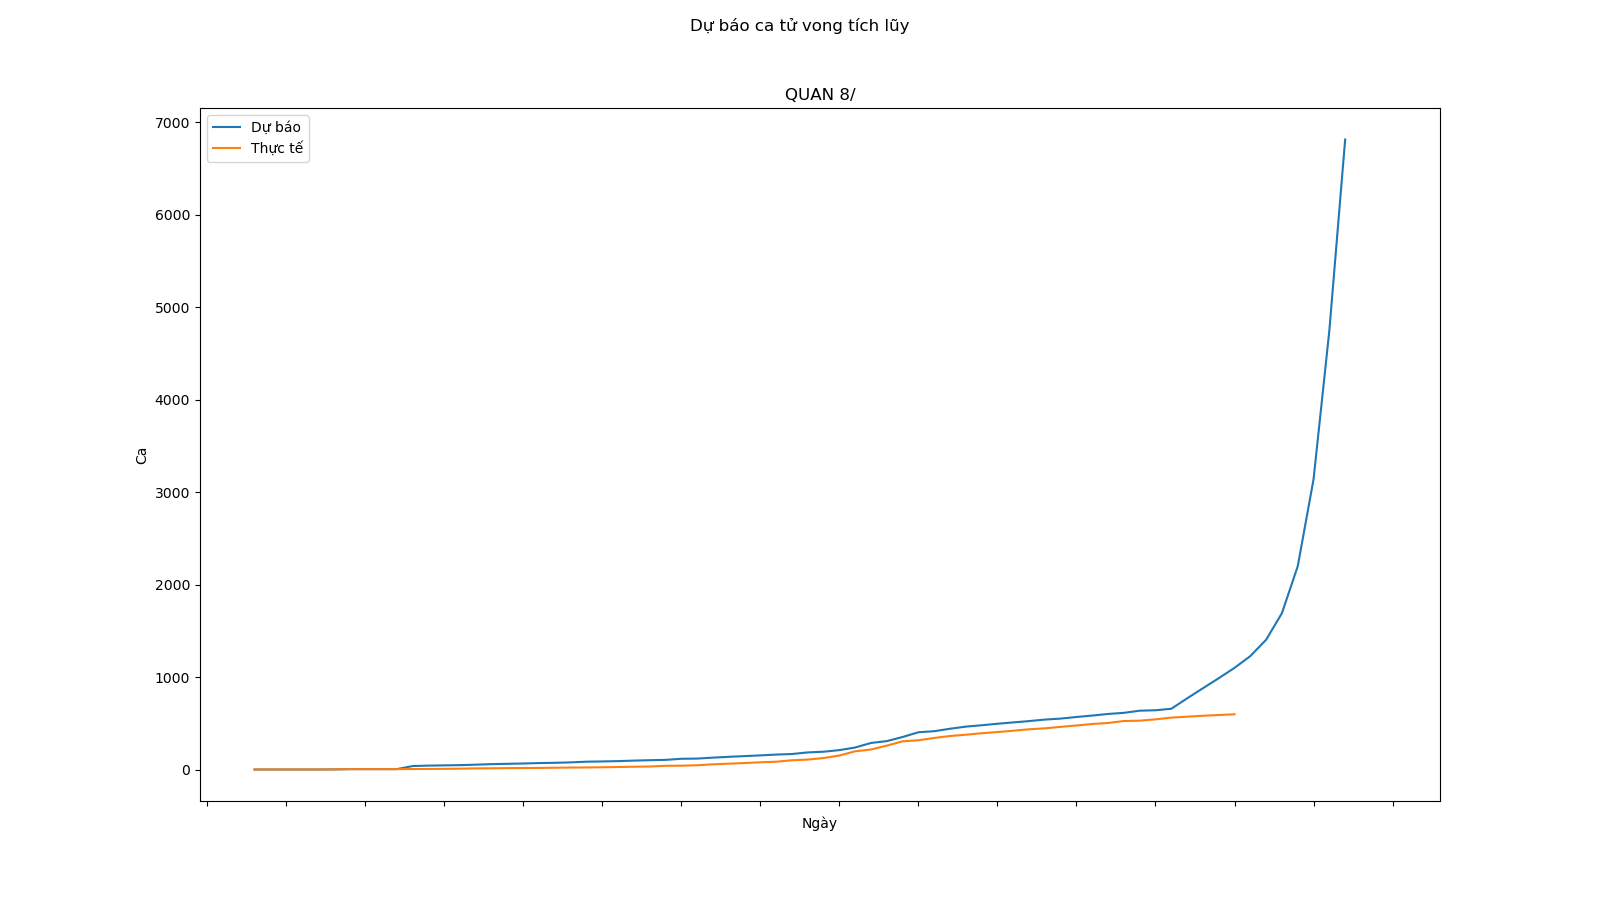 Dự báo ca tử vong tích lũy
QUAN 8/
Dự báo
Thực tế
7000
6000
5000
4000
3000
2000
1000
0
Ca
Ngày